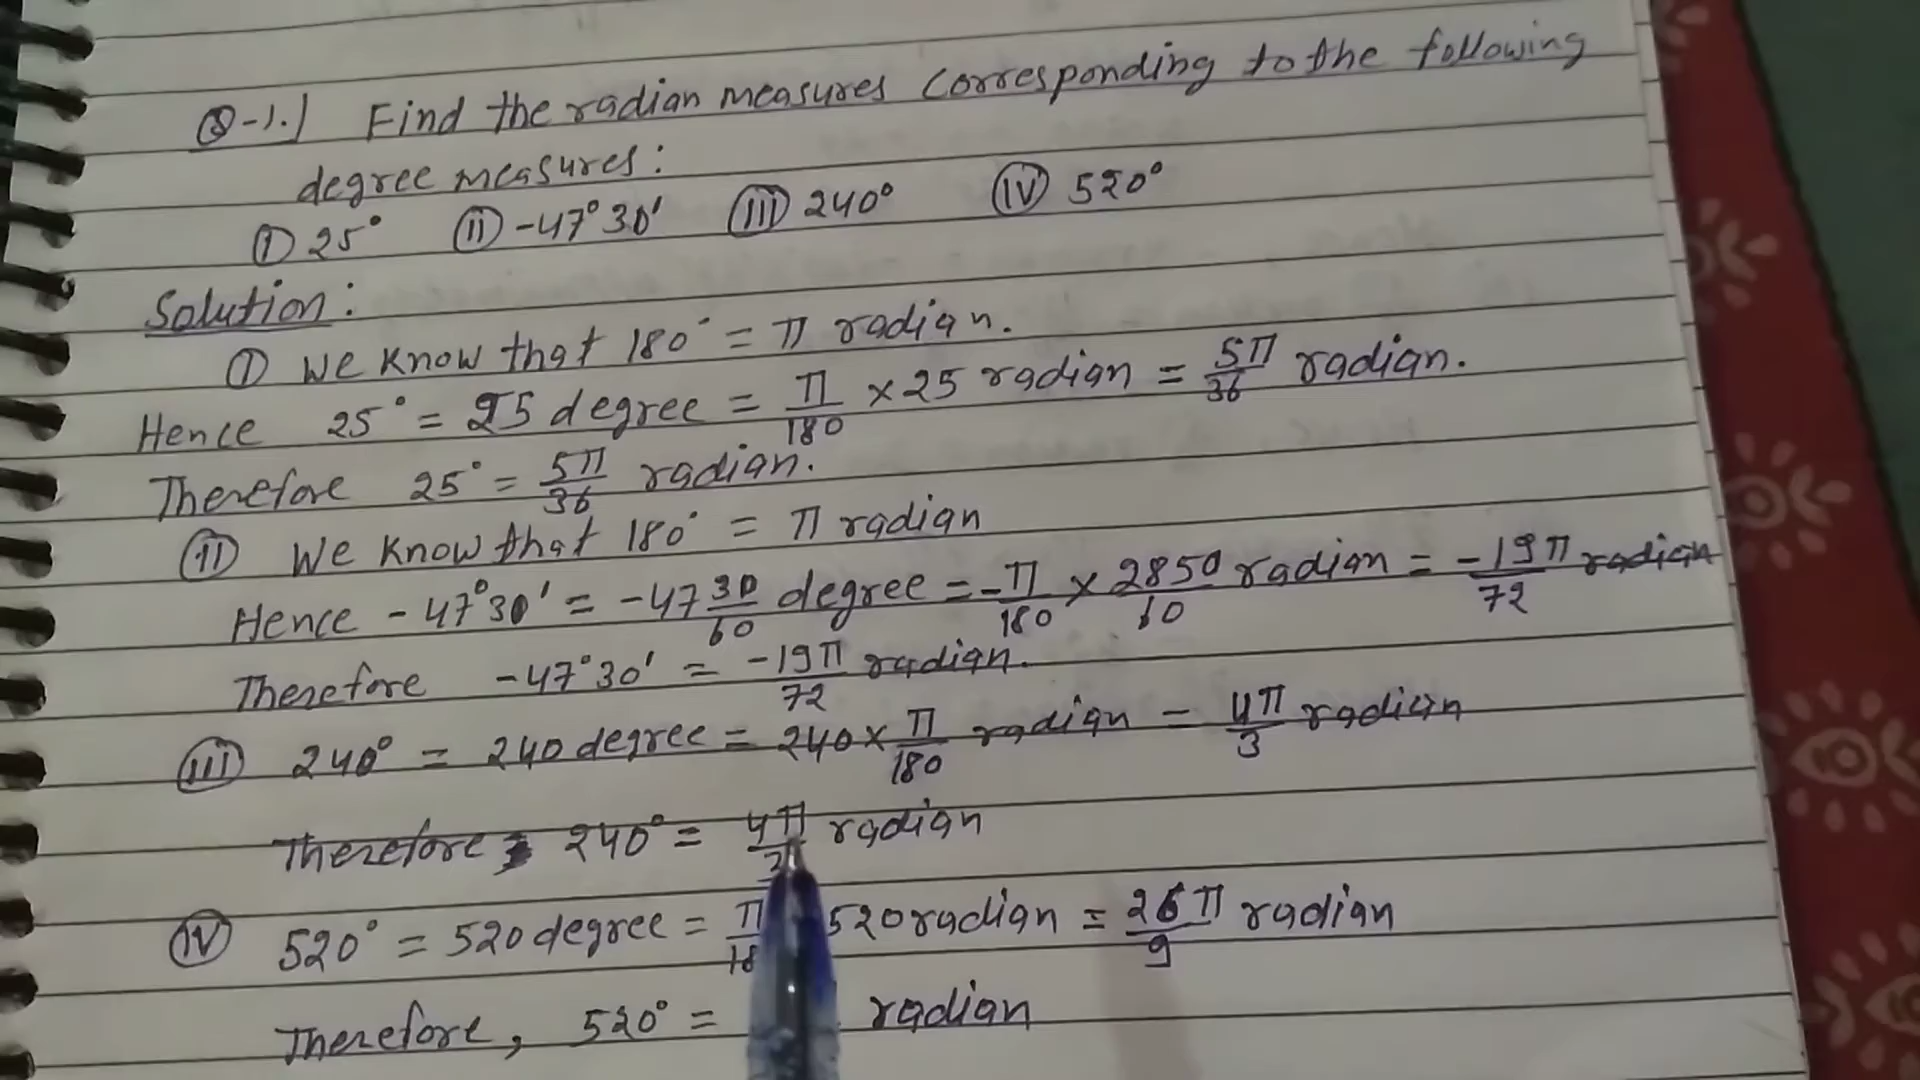 Q-1.) Find the radian measures corresponding to the following
degree measures:
(I) 25° (II) -47°30' (III) 240° (IV) 520°
Solution:
(I) We know that 180° = π radian.
Hence 25° = 25 degree = π/180 × 25 radian = 5π/36 radian.
Therefore 25° = 5π/36 radian.
(II) We know that 180° = π radian
Hence -47°30' = -47 30/60 degree = -π/180 × 2850/60 radian = -19π/72 radian
Therefore -47°30' = -19π/72 radian.
(III) 240° = 240 degree = 240 × π/180 radian = 4π/3 radian
Therefore, 240° = 4π/3 radian
(IV) 520° = 520 degree = π/18 520 radian = 26π/9 radian
Therefore, 520° = radian